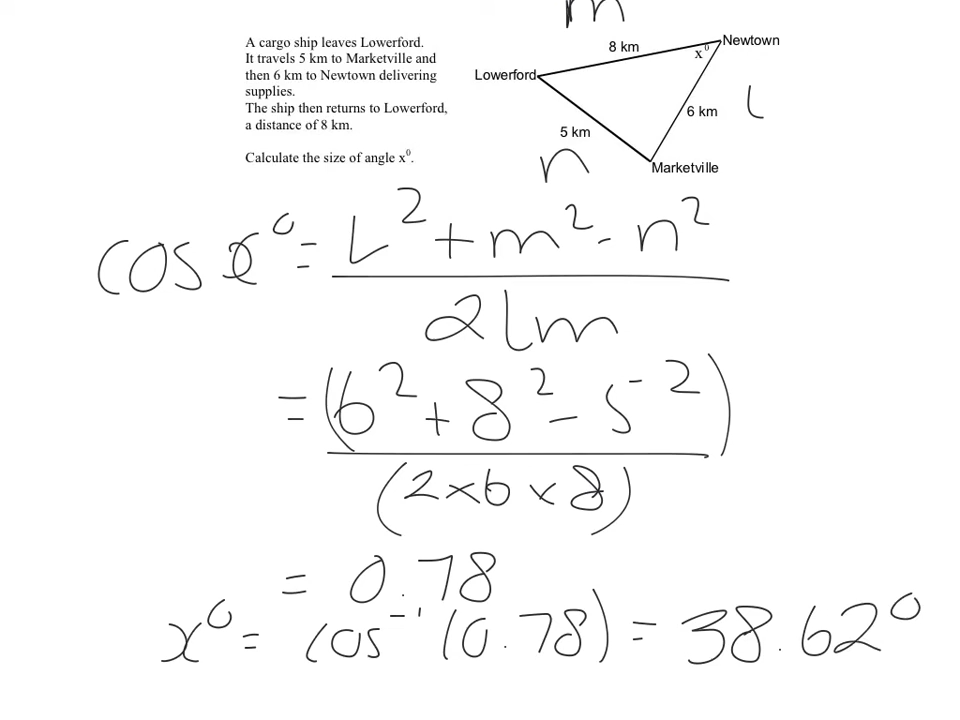 m
A cargo ship leaves Lowerford.
It travels 5 km to Marketville and
then 6 km to Newtown delivering
supplies.
The ship then returns to Lowerford,
a distance of 8 km.
Calculate the size of angle x⁰.
8 km
Newtown
x⁰
Lowerford
6 km
l
5 km
n
Marketville
cos x⁰ = L² + m² - n²
2lm
= (6² + 8² - 5²)
(2×6×8)
= 0.78
x⁰ = cos⁻¹ (0.78) = 38.62⁰